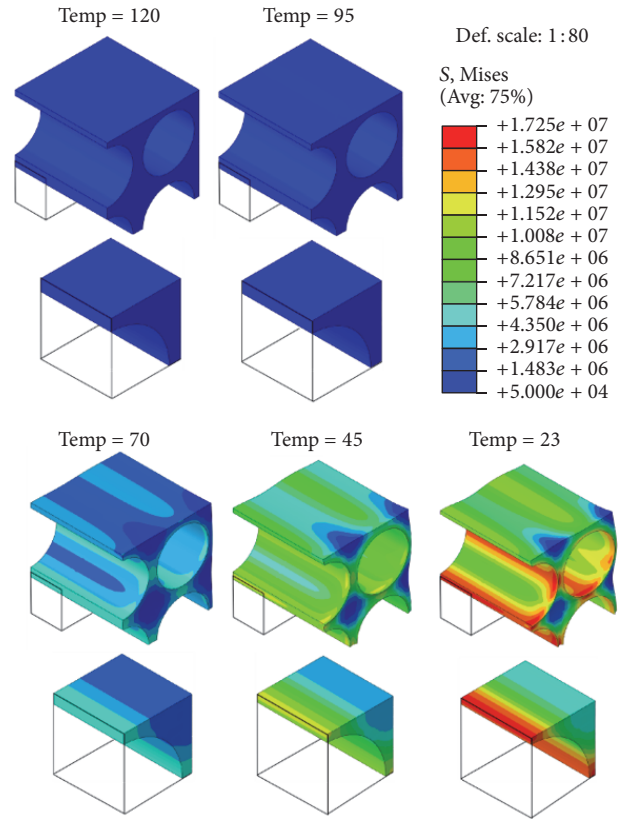 Temp = 120
Temp = 95
Def. scale: 1 : 80
S, Mises
(Avg: 75%)
+1.725e + 07
+1.582e + 07
+1.438e + 07
+1.295e + 07
+1.152e + 07
+1.008e + 07
+8.651e + 06
+7.217e + 06
+5.784e + 06
+4.350e + 06
+2.917e + 06
+1.483e + 06
+5.000e + 04
Temp = 70
Temp = 45
Temp = 23